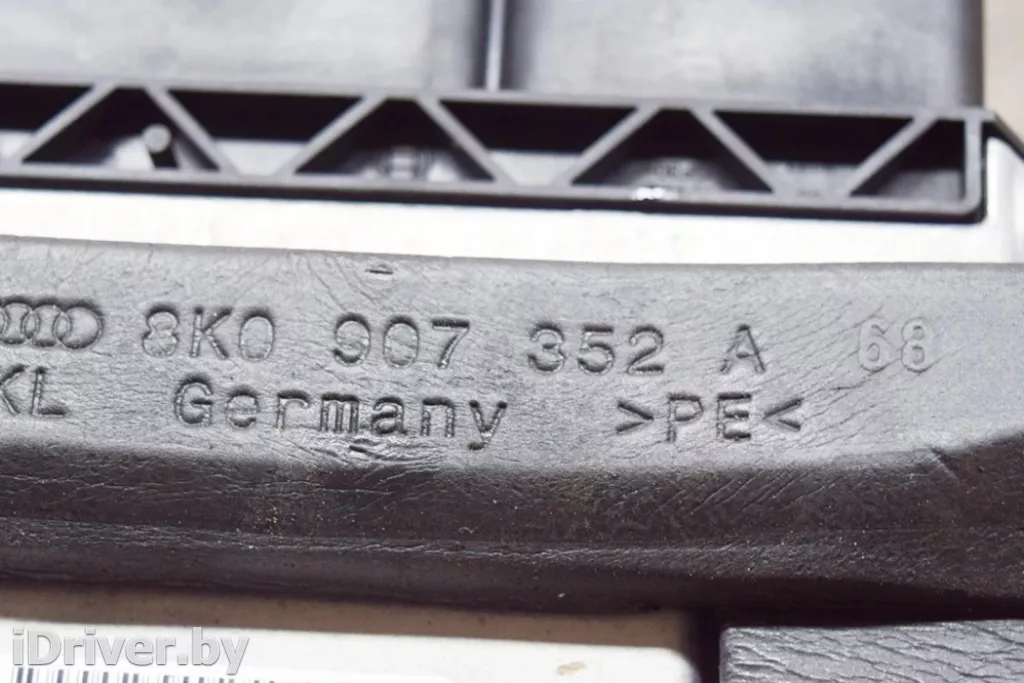 8K0 907 352 A 68
KL Germany >PE<
iDriver.by